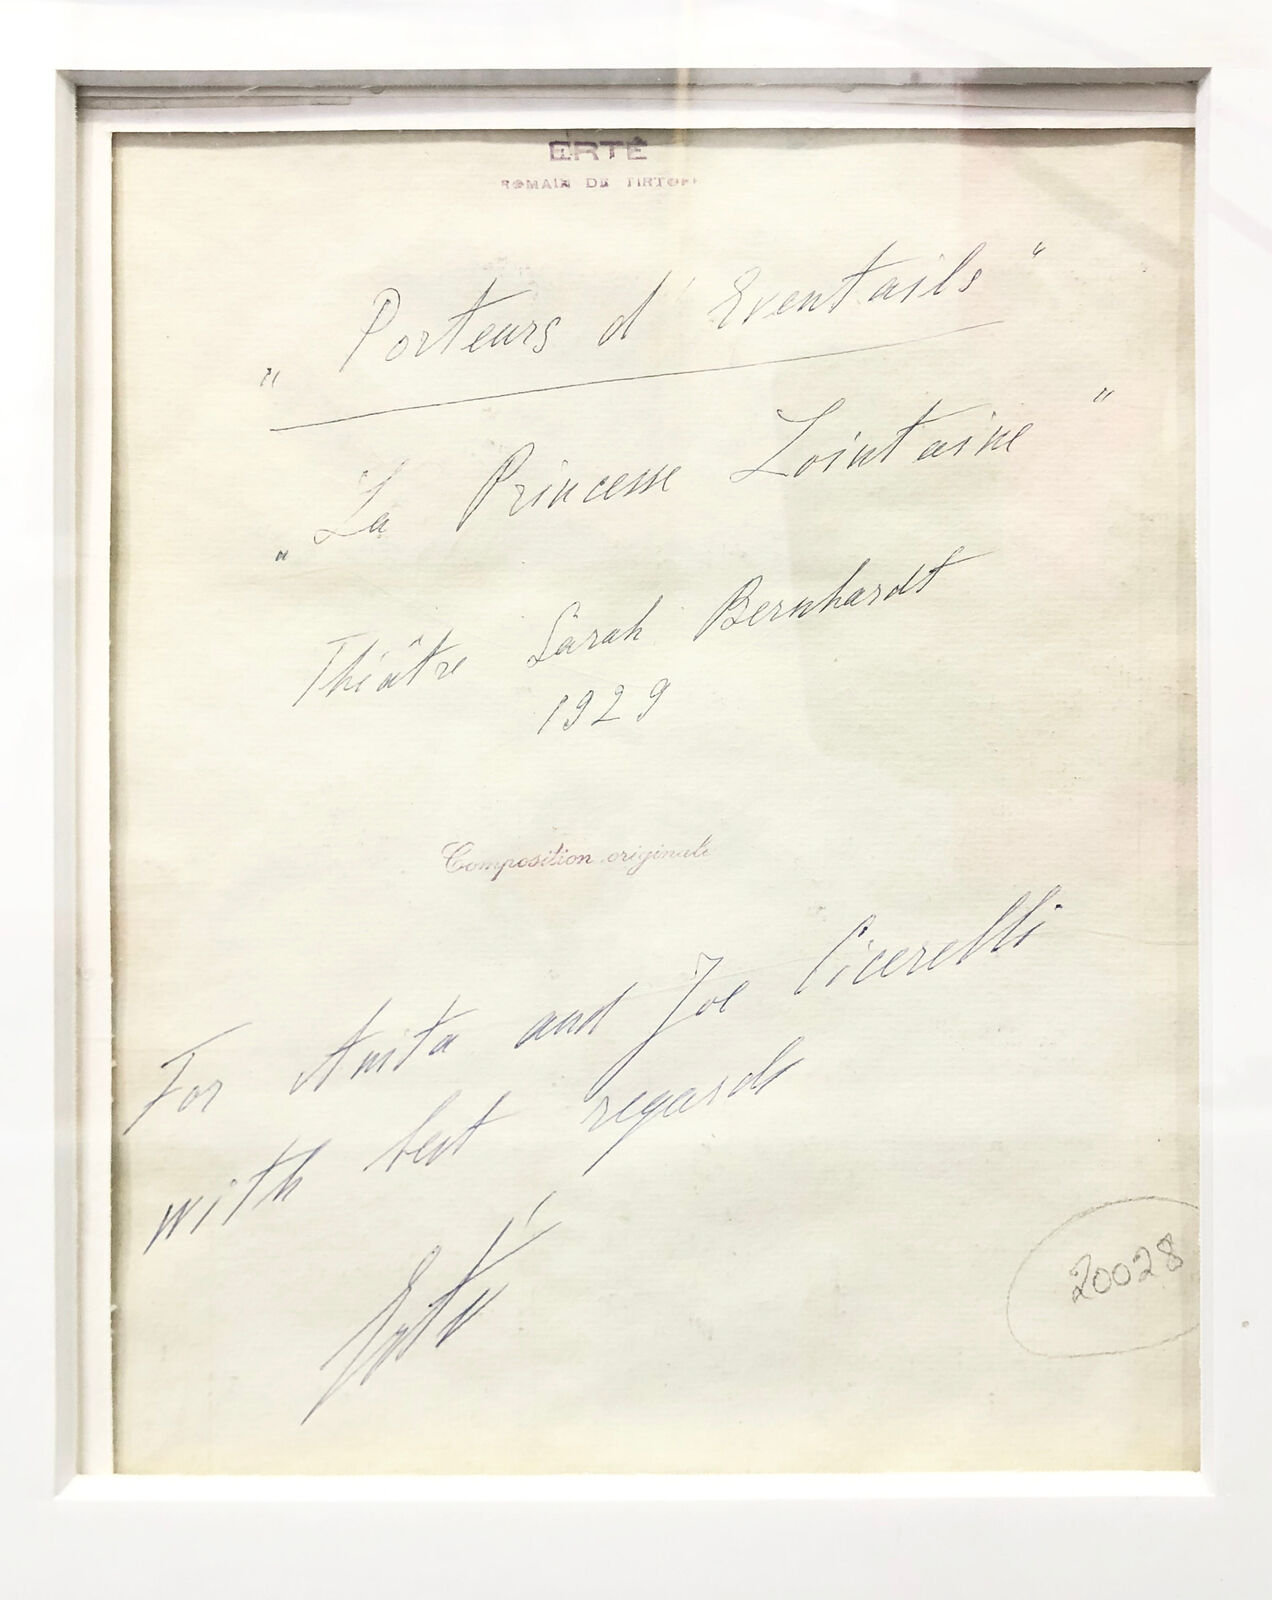 ERTÉ
ROMAIN DE TIRTOFF
„Porteurs d'Eventails"
„La Princesse Lointaine"
Théâtre Sarah Bernhardt
1929
Composition originale
For Anita and Joe Cicerelli
with best regards
Erté
20028